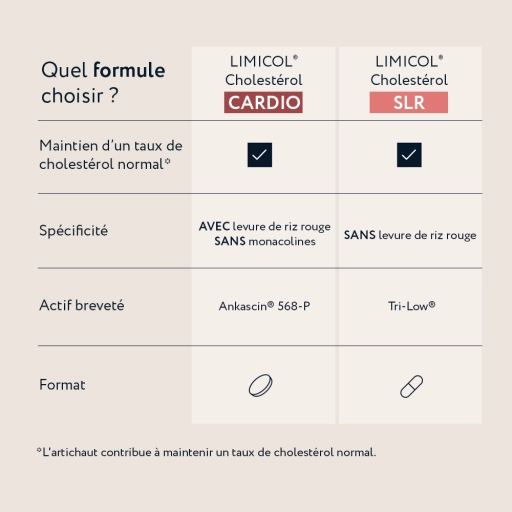 Quel formule
choisir ?
LIMICOL®
Cholestérol
CARDIO
LIMICOL®
Cholestérol
SLR
Maintien d'un taux de
cholestérol normal*
Spécificité
AVEC levure de riz rouge
SANS monacolines
SANS levure de riz rouge
Actif breveté
Ankascin® 568-P
Tri-Low®
Format
*L'artichaut contribue à maintenir un taux de cholestérol normal.